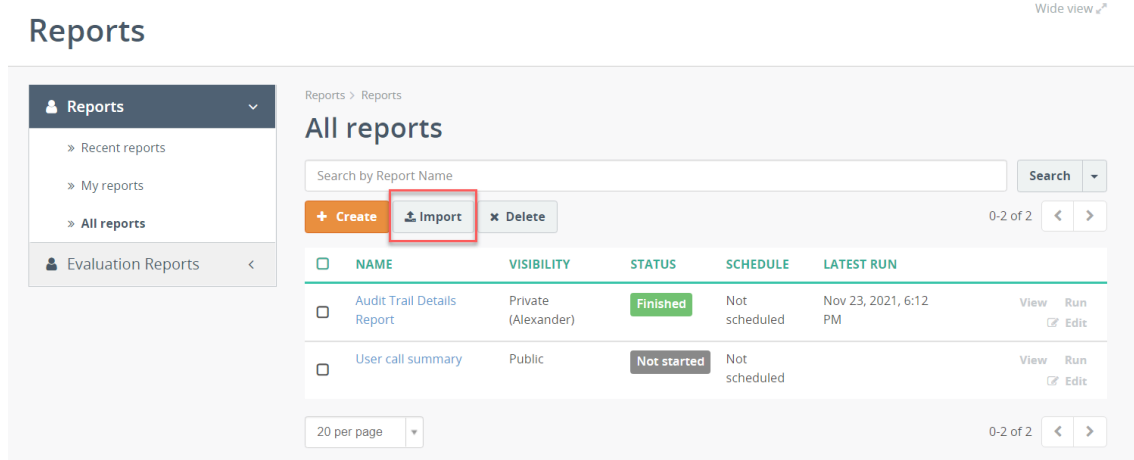 Wide view
Reports
Reports
Recent reports
My reports
All reports
Evaluation Reports
Reports > Reports
All reports
Search by Report Name
Search
Create
Import
Delete
0-2 of 2
NAME VISIBILITY STATUS SCHEDULE LATEST RUN
Audit Trail Details Private Finished Not Nov 23, 2021, 6:12 View Run
Report (Alexander) scheduled PM Edit
User call summary Public Not started Not View Run
scheduled Edit
20 per page
0-2 of 2